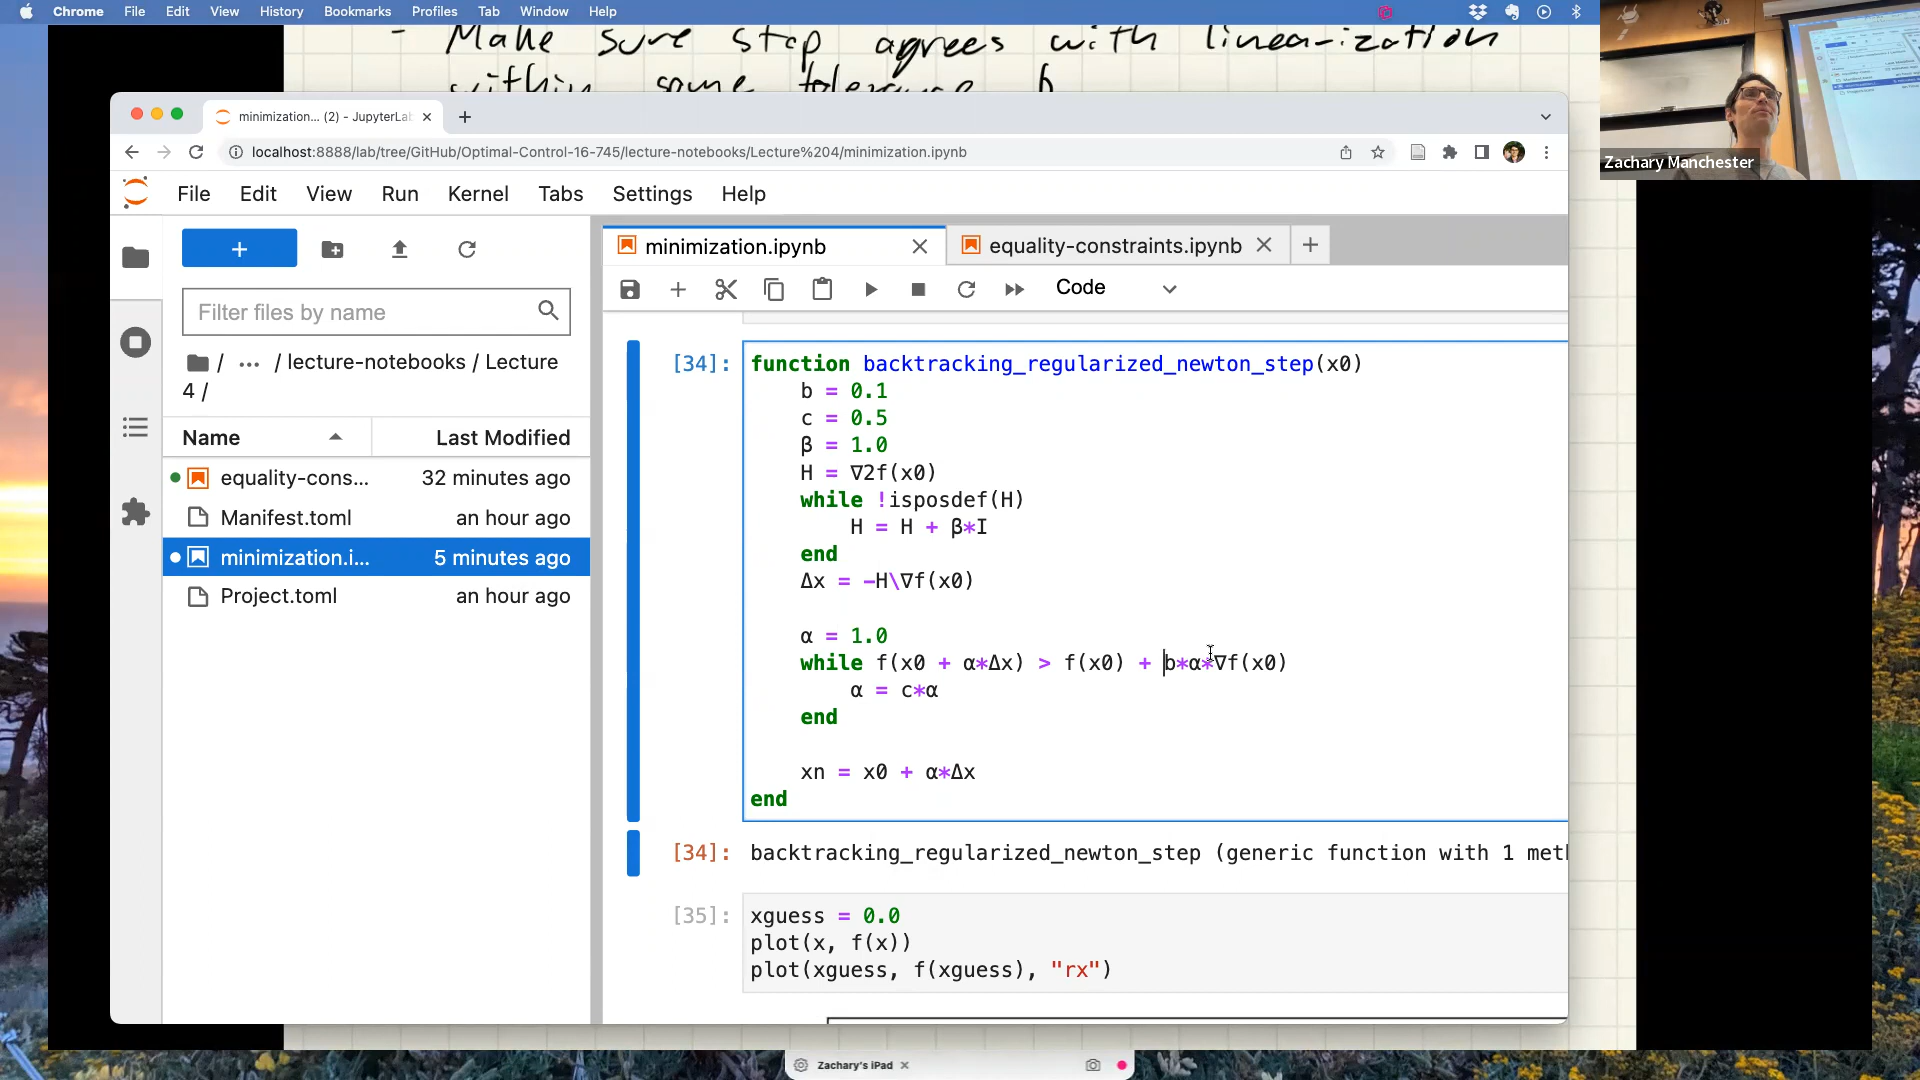 Chrome File Edit View History Bookmarks Profiles Tab Window Help
- Make sure step agrees with linearization
within some tolerance b
minimization... (2) - JupyterLab
localhost:8888/lab/tree/GitHub/Optimal-Control-16-745/lecture-notebooks/Lecture%204/minimization.ipynb
Zachary Manchester
File Edit View Run Kernel Tabs Settings Help
minimization.ipynb
equality-constraints.ipynb
Code
Filter files by name
/ ... / lecture-notebooks / Lecture
4 /
Name Last Modified
equality-cons... 32 minutes ago
Manifest.toml an hour ago
minimization.i... 5 minutes ago
Project.toml an hour ago
[34]: function backtracking_regularized_newton_step(x0)
b = 0.1
c = 0.5
β = 1.0
H = ∇2f(x0)
while !isposdef(H)
H = H + β*I
end
Δx = -H\∇f(x0)
α = 1.0
while f(x0 + α*Δx) > f(x0) + b*α*∇f(x0)
α = c*α
end
xn = x0 + α*Δx
end
[34]: backtracking_regularized_newton_step (generic function with 1 meth
[35]: xguess = 0.0
plot(x, f(x))
plot(xguess, f(xguess), "rx")
Zachary's iPad